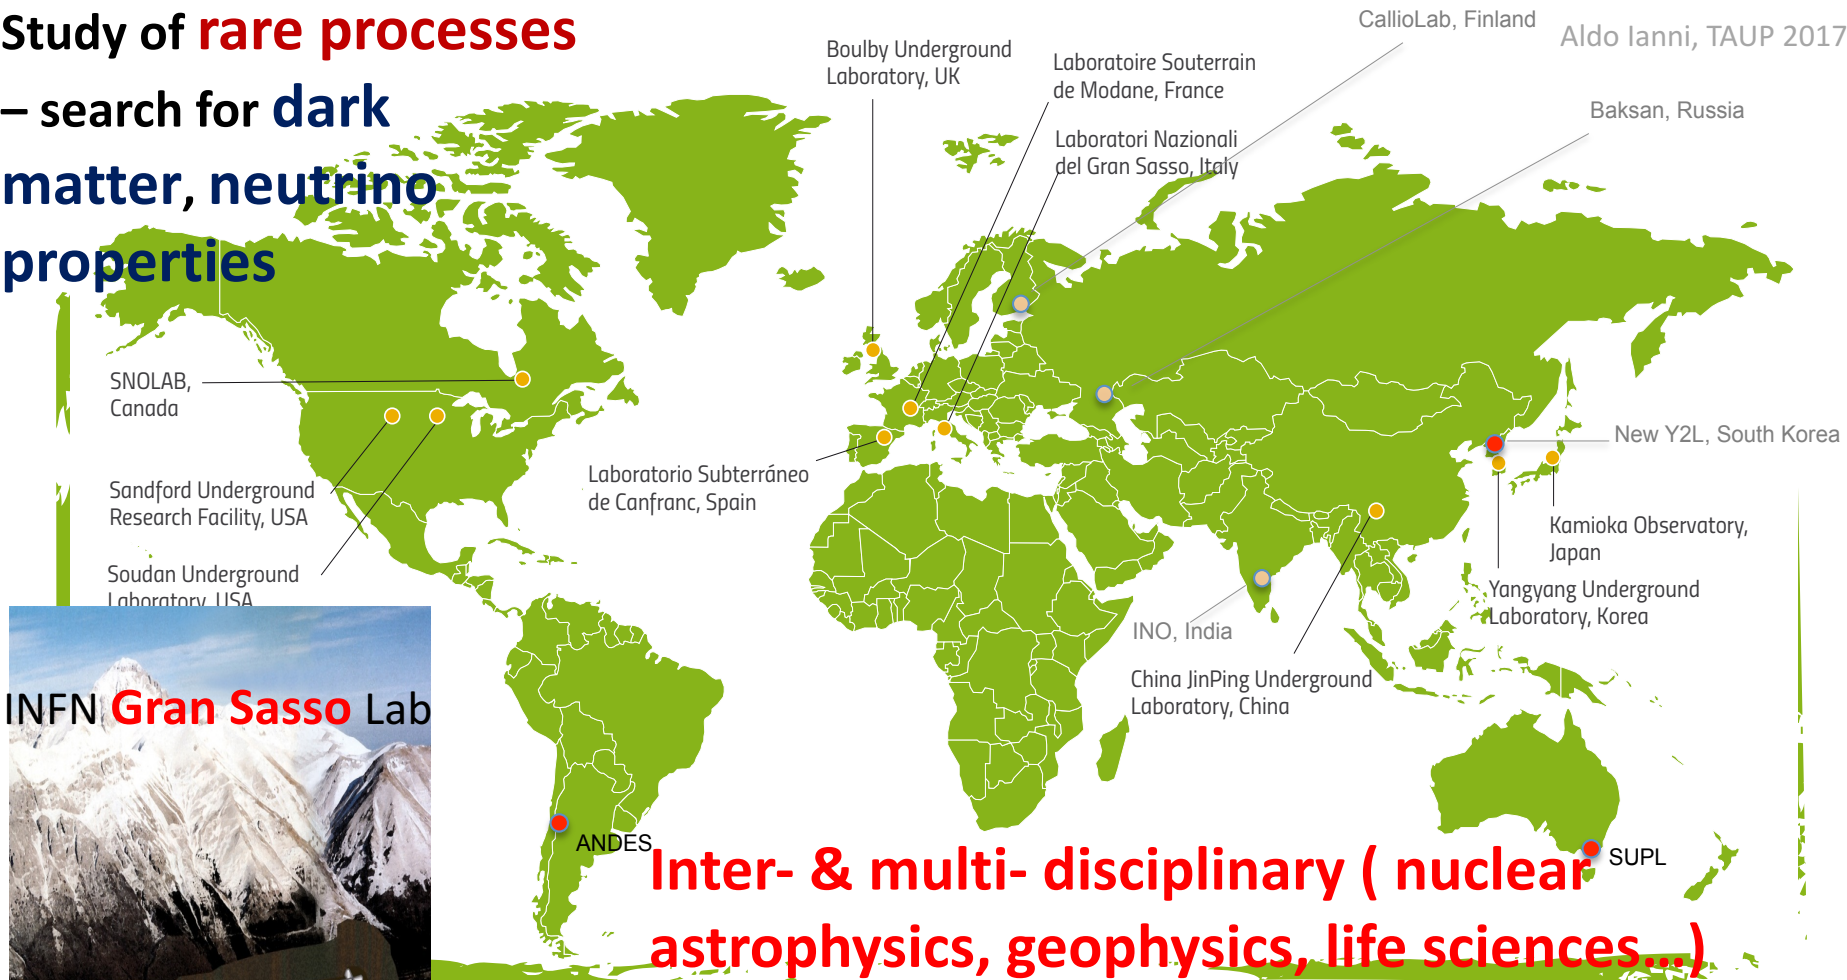 Study of rare processes
– search for dark
matter, neutrino
properties
CallioLab, Finland
Aldo Ianni, TAUP 2017
Boulby Underground
Laboratory, UK
Laboratoire Souterrain
de Modane, France
Baksan, Russia
Laboratori Nazionali
del Gran Sasso, Italy
SNOLAB,
Canada
New Y2L, South Korea
Sandford Underground
Research Facility, USA
Laboratorio Subterráneo
de Canfranc, Spain
Kamioka Observatory,
Japan
Soudan Underground
Laboratory, USA
Yangyang Underground
Laboratory, Korea
INO, India
China JinPing Underground
Laboratory, China
INFN Gran Sasso Lab
ANDES
SUPL
Inter- & multi- disciplinary ( nuclear
astrophysics, geophysics, life sciences...)